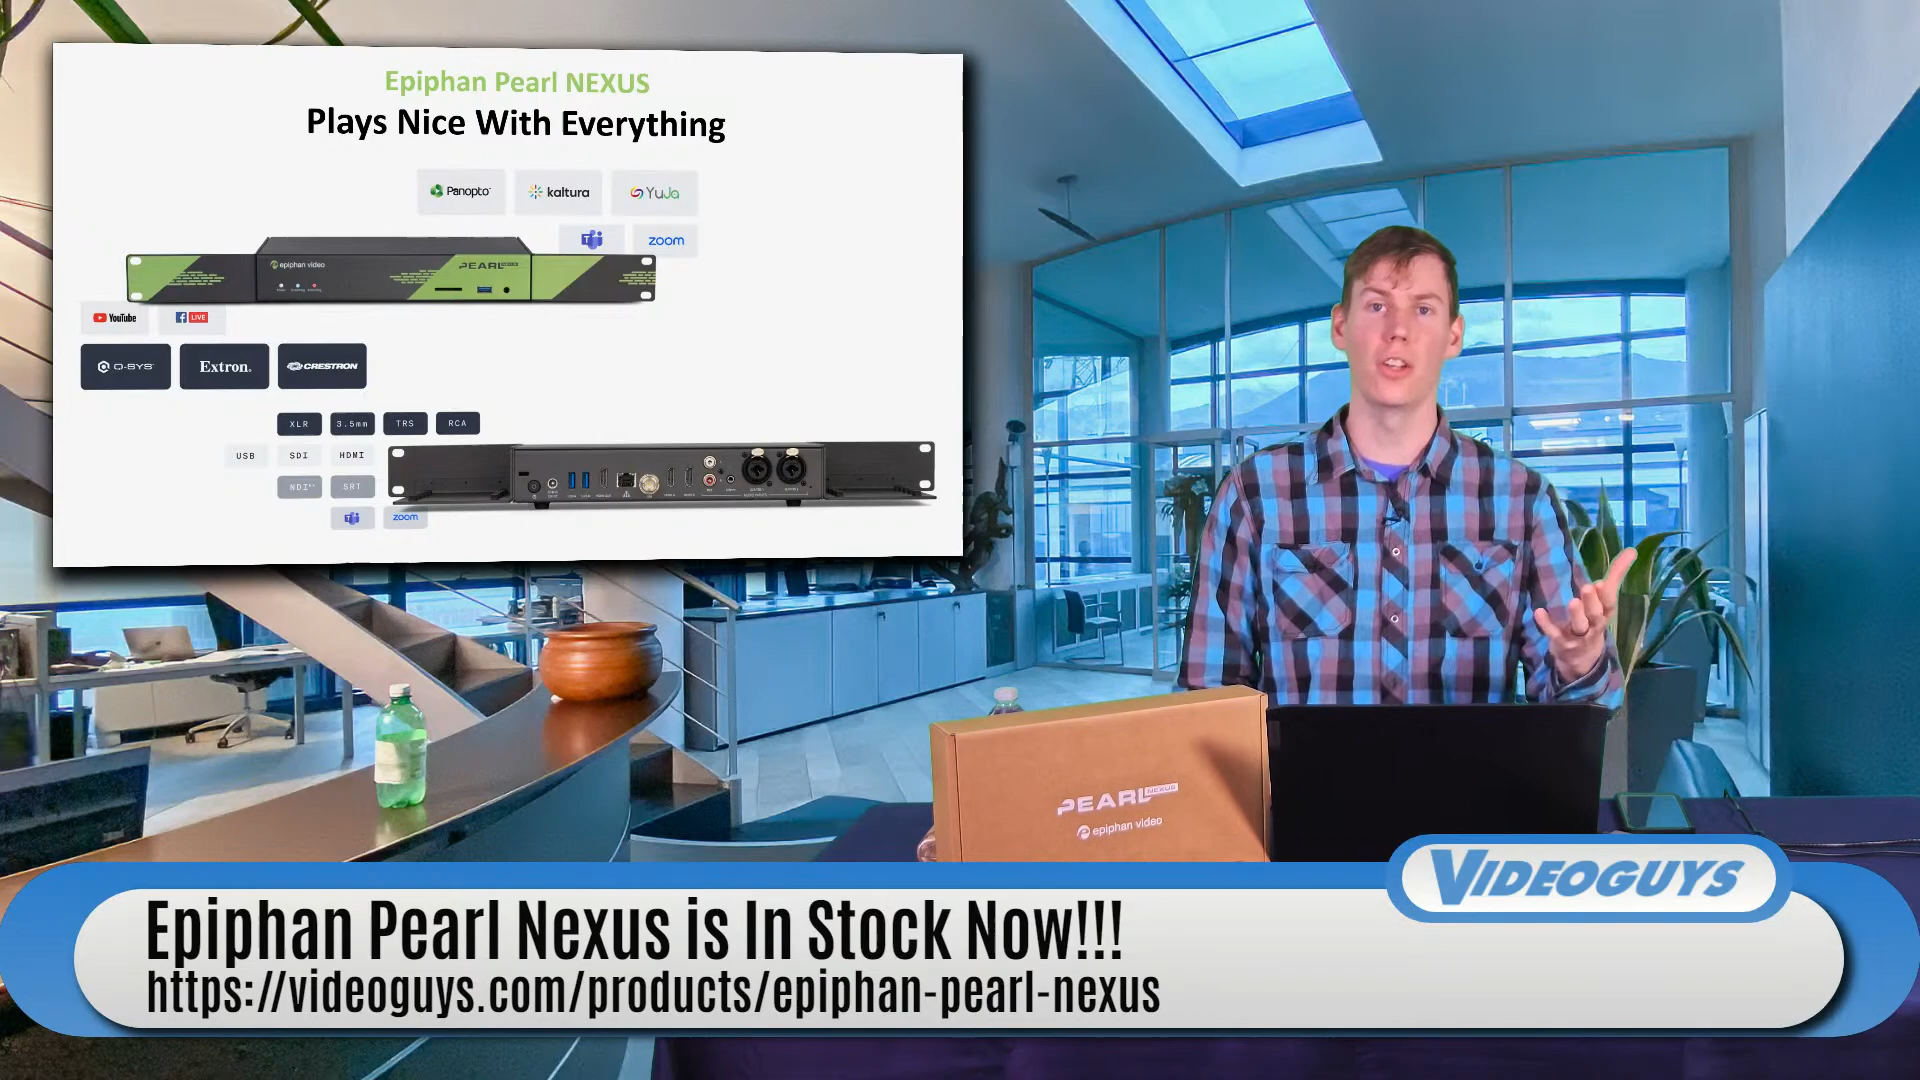 Epiphan Pearl NEXUS
Plays Nice With Everything
Panopto
kaltura
YuJa
zoom
epiphan video
PEARL NEXUS
YouTube
LIVE
Q-SYS
Extron
CRESTRON
XLR
3.5mm
TRS
RCA
USB
SDI
HDMI
NDI
SRT
zoom
PEARL NEXUS
epiphan video
VIDEOGUYS
Epiphan Pearl Nexus is In Stock Now!!!
https://videoguys.com/products/epiphan-pearl-nexus